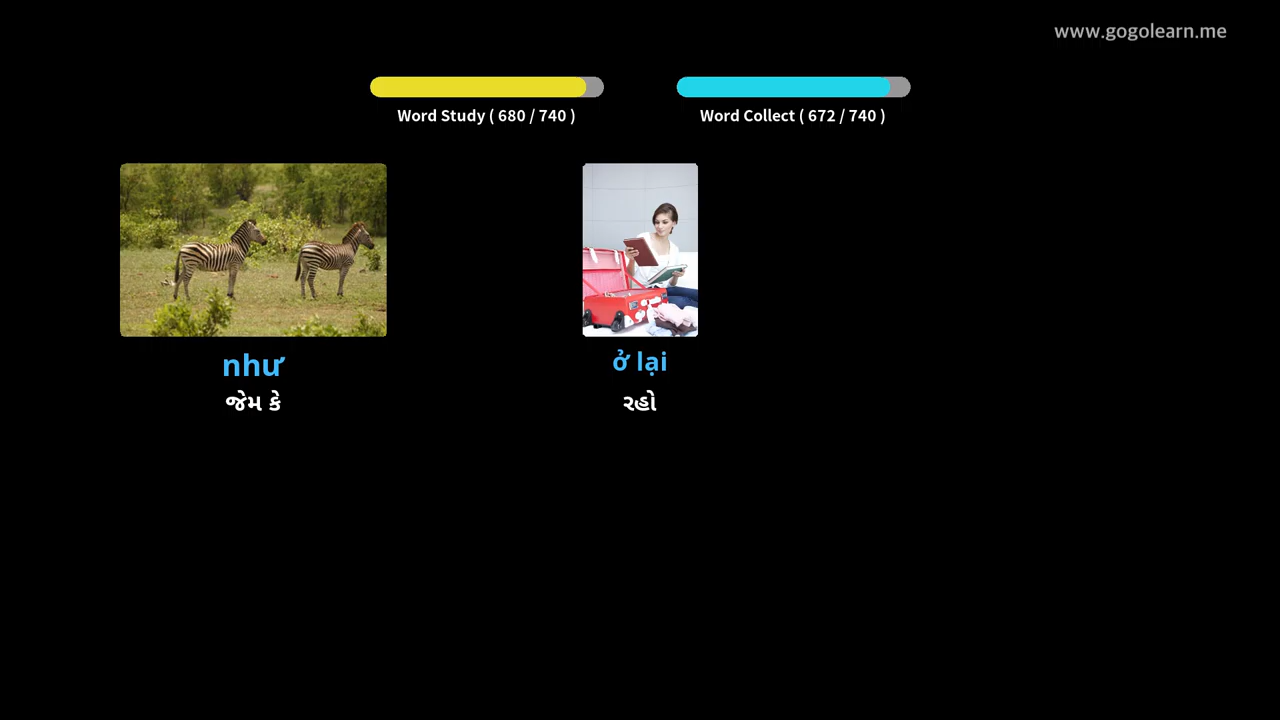 www.gogolearn.me
Word Study ( 680 / 740 )
Word Collect ( 672 / 740 )
như
જેમ કે
ở lại
રહો